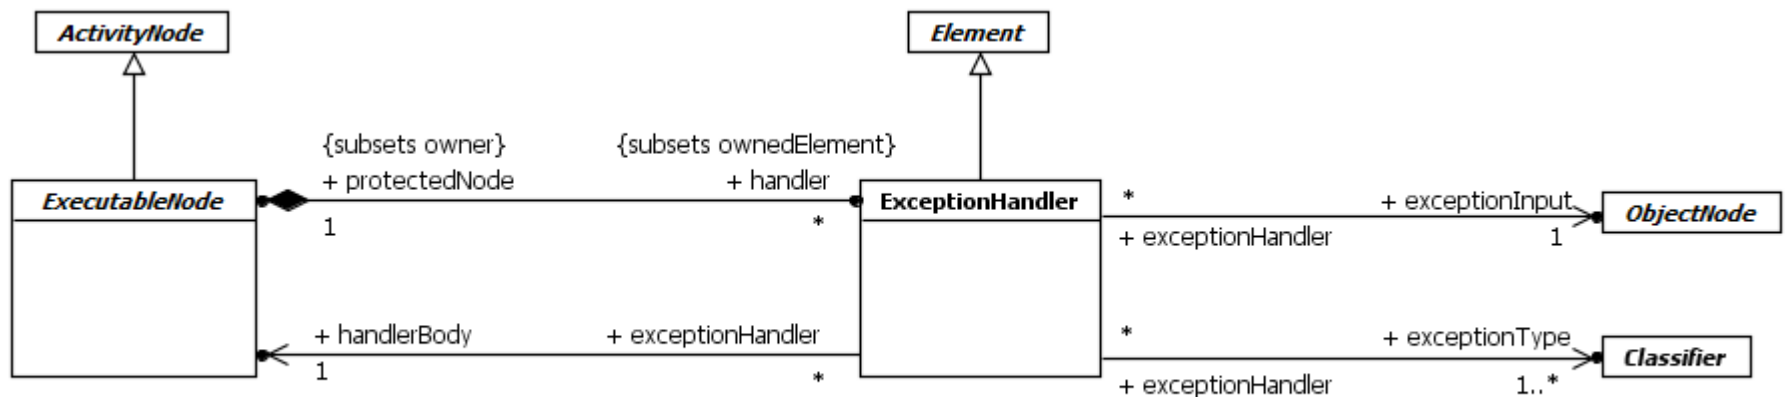 ActivityNode
Element
{subsets owner}
{subsets ownedElement}
+ protectedNode
+ handler
ExecutableNode
ExceptionHandler
1
*
*
+ exceptionInput
ObjectNode
+ exceptionHandler
1
+ handlerBody
+ exceptionHandler
1
*
*
+ exceptionType
Classifier
+ exceptionHandler
1..*